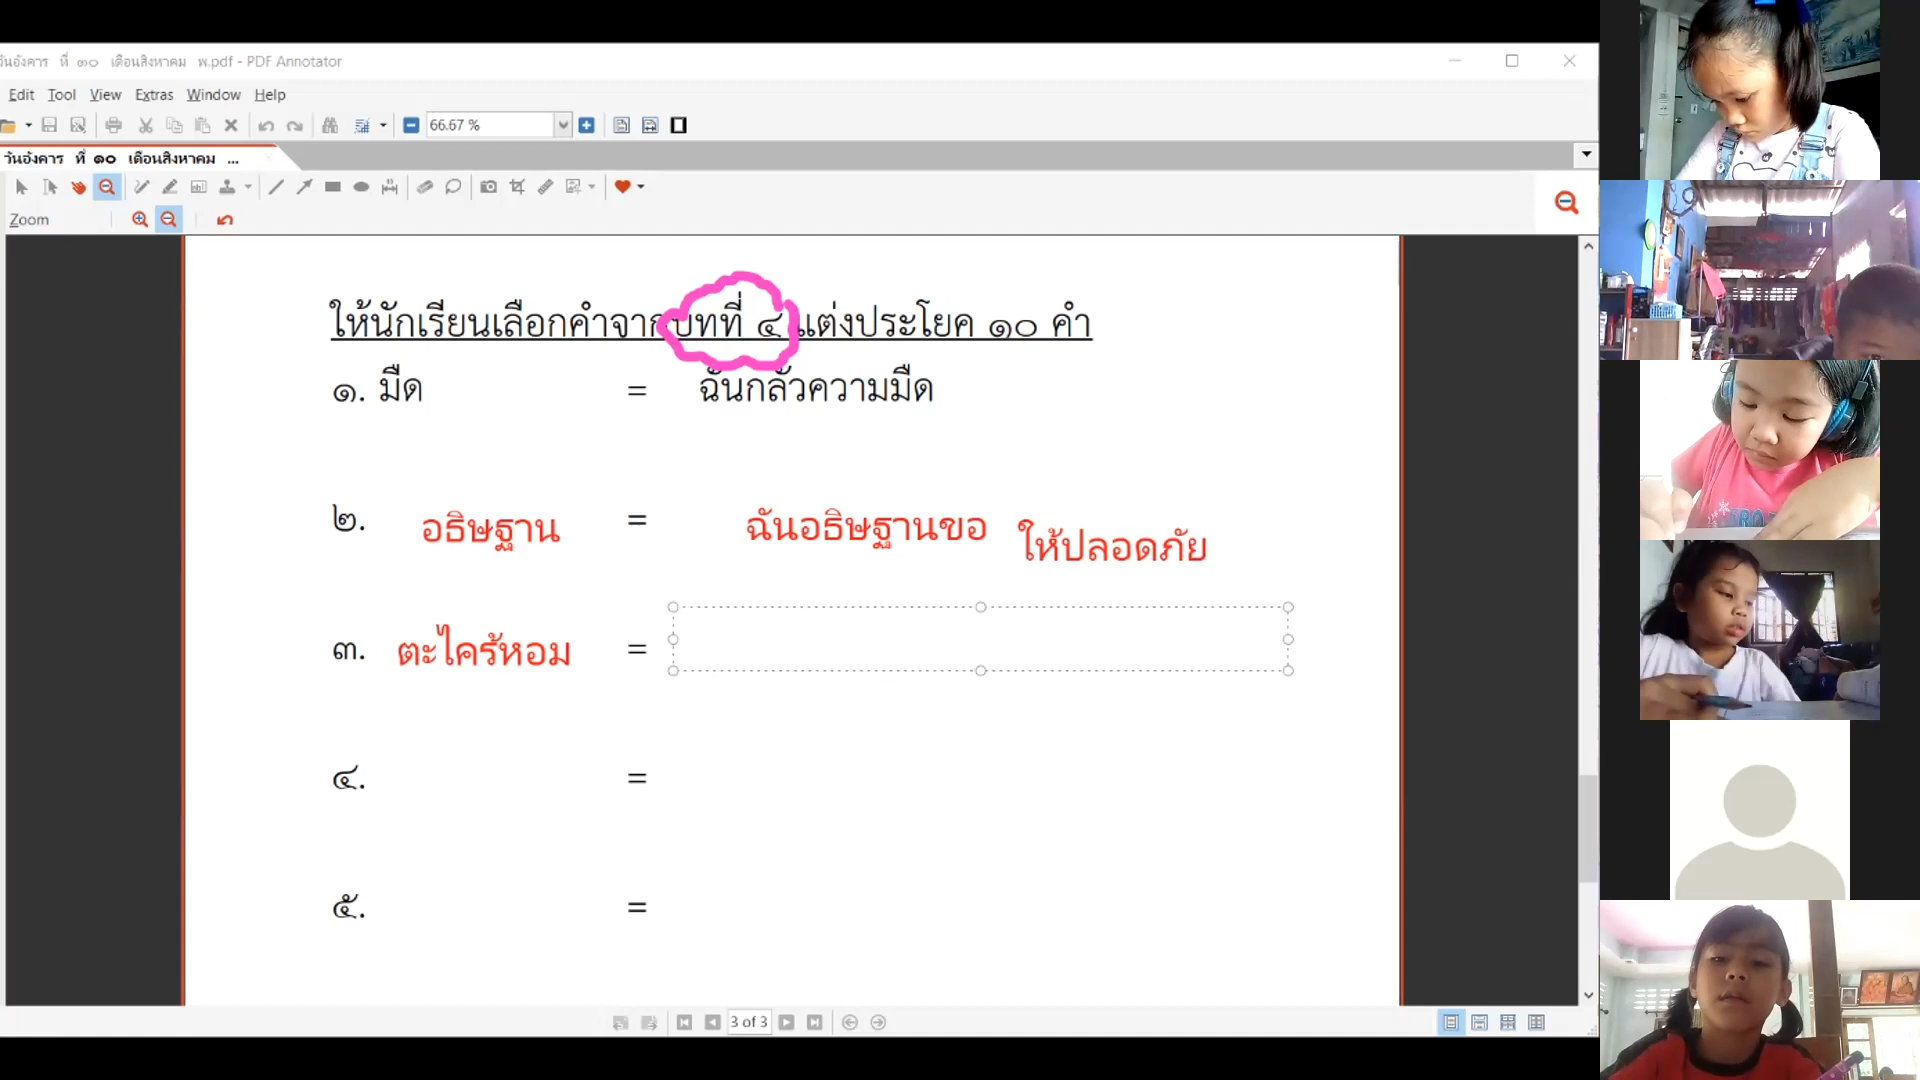 วันอังคาร ที่ ๑๐ เดือนสิงหาคม พ.pdf - PDF Annotator
Edit Tool View Extras Window Help
66.67 %
วันอังคาร ที่ ๑๐ เดือนสิงหาคม ...
Zoom
ให้นักเรียนเลือกคำจากบทที่ ๔ แต่งประโยค ๑๐ คำ
๑. มืด = ฉันกลัวความมืด
๒. อธิษฐาน = ฉันอธิษฐานขอ ให้ปลอดภัย
๓. ตะไคร้หอม =
๔. =
๕. =
3 of 3